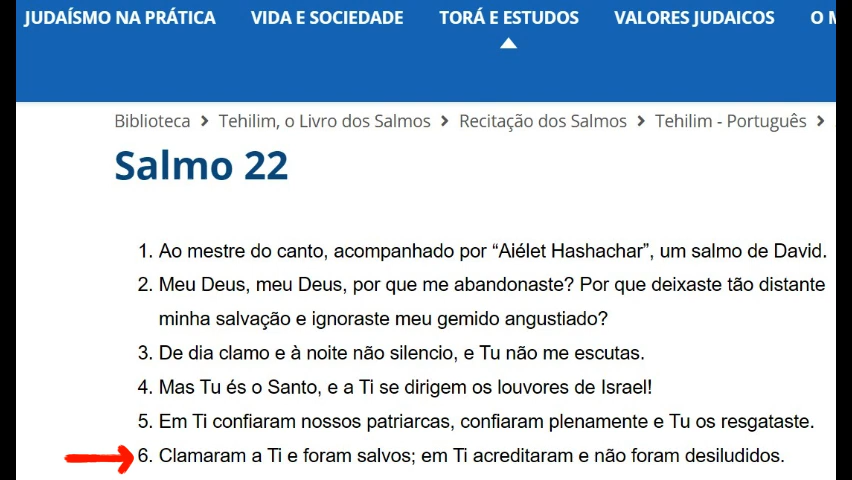 JUDAÍSMO NA PRÁTICA VIDA E SOCIEDADE TORÁ E ESTUDOS VALORES JUDAICOS O
Biblioteca > Tehilim, o Livro dos Salmos > Recitação dos Salmos > Tehilim - Português >
Salmo 22
1. Ao mestre do canto, acompanhado por “Aiélet Hashachar”, um salmo de David.
2. Meu Deus, meu Deus, por que me abandonaste? Por que deixaste tão distante
minha salvação e ignoraste meu gemido angustiado?
3. De dia clamo e à noite não silencio, e Tu não me escutas.
4. Mas Tu és o Santo, e a Ti se dirigem os louvores de Israel!
5. Em Ti confiaram nossos patriarcas, confiaram plenamente e Tu os resgataste.
6. Clamaram a Ti e foram salvos; em Ti acreditaram e não foram desiludidos.